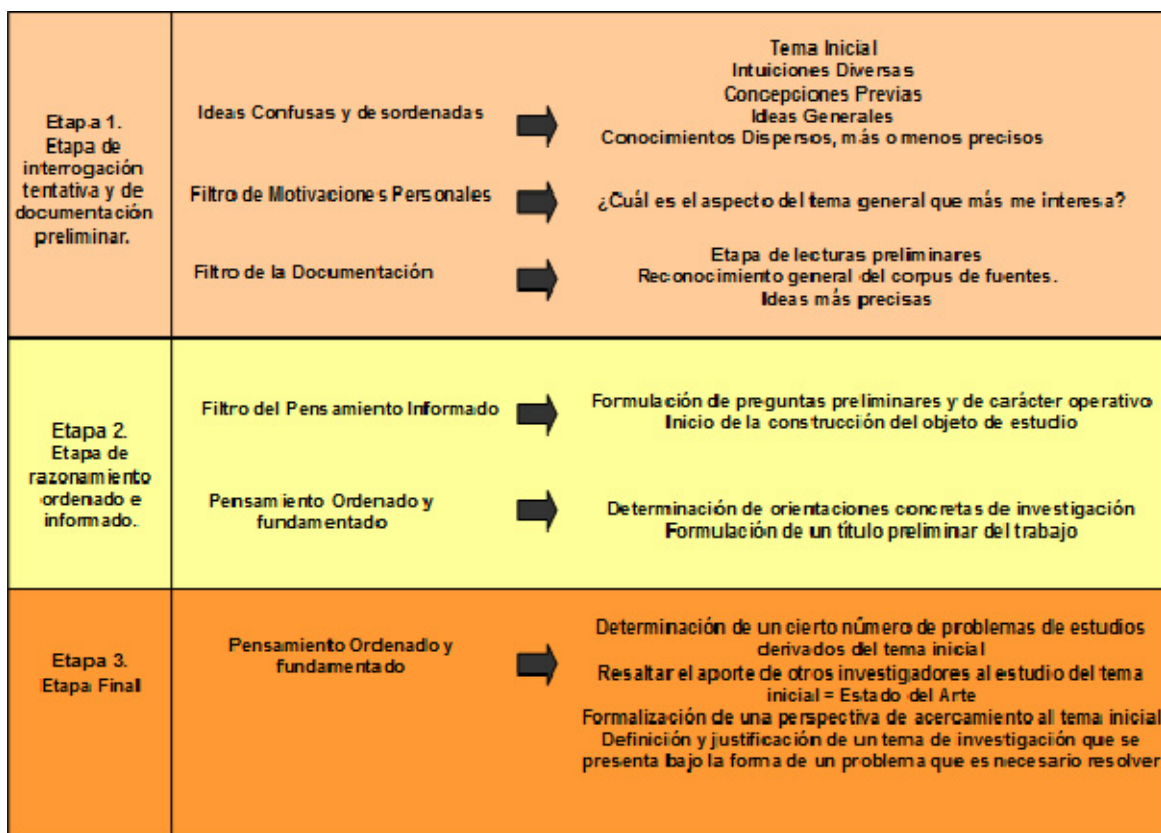 Etapa 1.
Etapa de
interrogación
tentativa y de
documentación
preliminar.
Ideas Confusas y de sordenadas
Tema Inicial
Intuiciones Diversas
Concepciones Previas
Ideas Generales
Conocimientos Dispersos, más o menos precisos
Filtro de Motivaciones Personales
¿Cuál es el aspecto del tema general que más me interesa?
Filtro de la Documentación
Etapa de lecturas preliminares
Reconocimiento general del corpus de fuentes.
Ideas más precisas
Etapa 2.
Etapa de
razonamiento
ordenado e
informado.
Filtro del Pensamiento Informado
Formulación de preguntas preliminares y de carácter operativo
Inicio de la construcción del objeto de estudio
Pensamiento Ordenado y
fundamentado
Determinación de orientaciones concretas de investigación
Formulación de un título preliminar del trabajo
Etapa 3.
Etapa Final
Pensamiento Ordenado y
fundamentado
Determinación de un cierto número de problemas de estudios
derivados del tema inicial
Resaltar el aporte de otros investigadores al estudio del tema
inicial = Estado del Arte
Formalización de una perspectiva de acercamiento al tema inicial
Definición y justificación de un tema de investigación que se
presenta bajo la forma de un problema que es necesario resolver